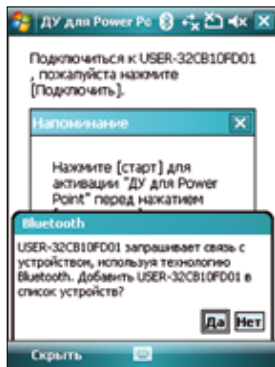 ДУ для Power Po
Подключиться к USER-32CB10FD01
, пожалуйста нажмите
[Подключить].
Напоминание
Нажмите [старт] для
активации "ДУ для Power
Point" перед нажатием
Bluetooth
USER-32CB10FD01 запрашивает связь с
устройством, используя технологию
Bluetooth. Добавить USER-32CB10FD01 в
список устройств?
Да Нет
Скрыть